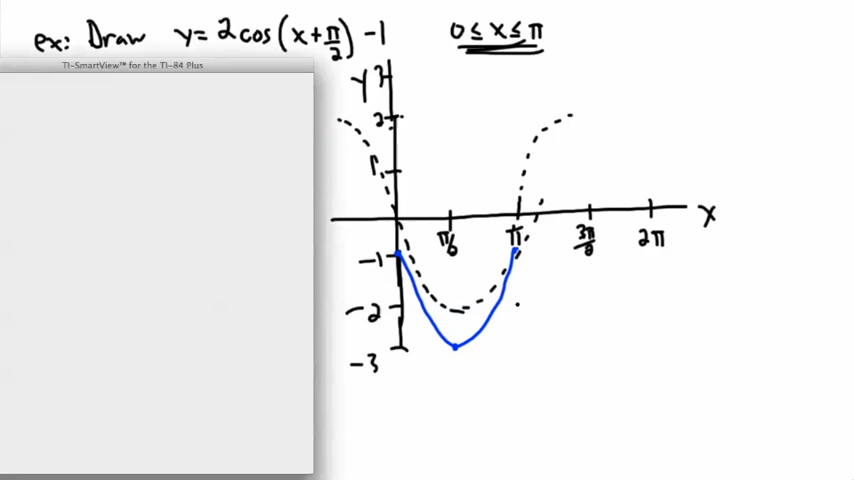 ex: Draw y = 2cos(x+π/2) -1 0 ≤ x ≤ π
TI-SmartView™ for the TI-84 Plus
y 3
2
1
x
π/2 π 3π/2 2π
-1
-2
-3